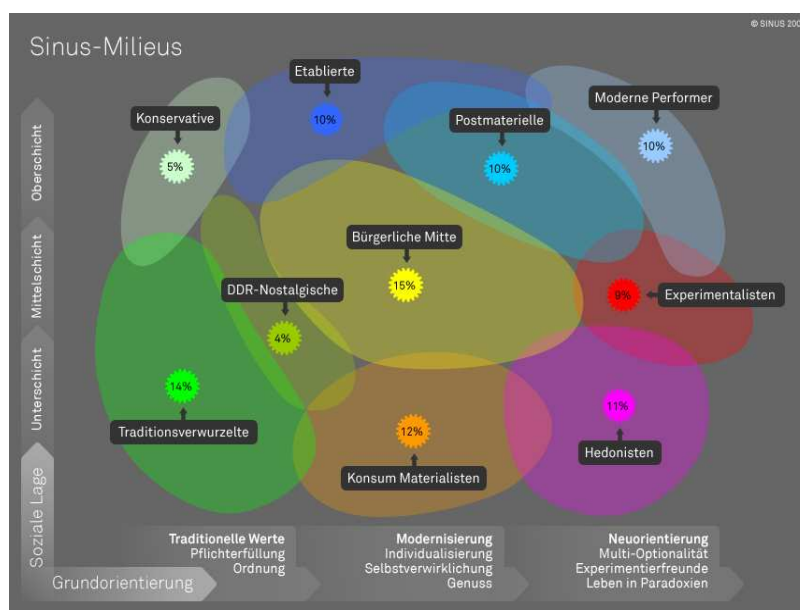 © SINUS 200
Sinus-Milieus
Etablierte
10%
Konservative
5%
Postmaterielle
10%
Moderne Performer
10%
Bürgerliche Mitte
15%
DDR-Nostalgische
4%
9%
Experimentalisten
14%
Traditionsverwurzelte
12%
Konsum Materialisten
11%
Hedonisten
Oberschicht
Mittelschicht
Unterschicht
Soziale Lage
Grundorientierung
Traditionelle Werte
Pflichterfüllung
Ordnung
Modernisierung
Individualisierung
Selbstverwirklichung
Genuss
Neuorientierung
Multi-Optionalität
Experimentierfreunde
Leben in Paradoxien